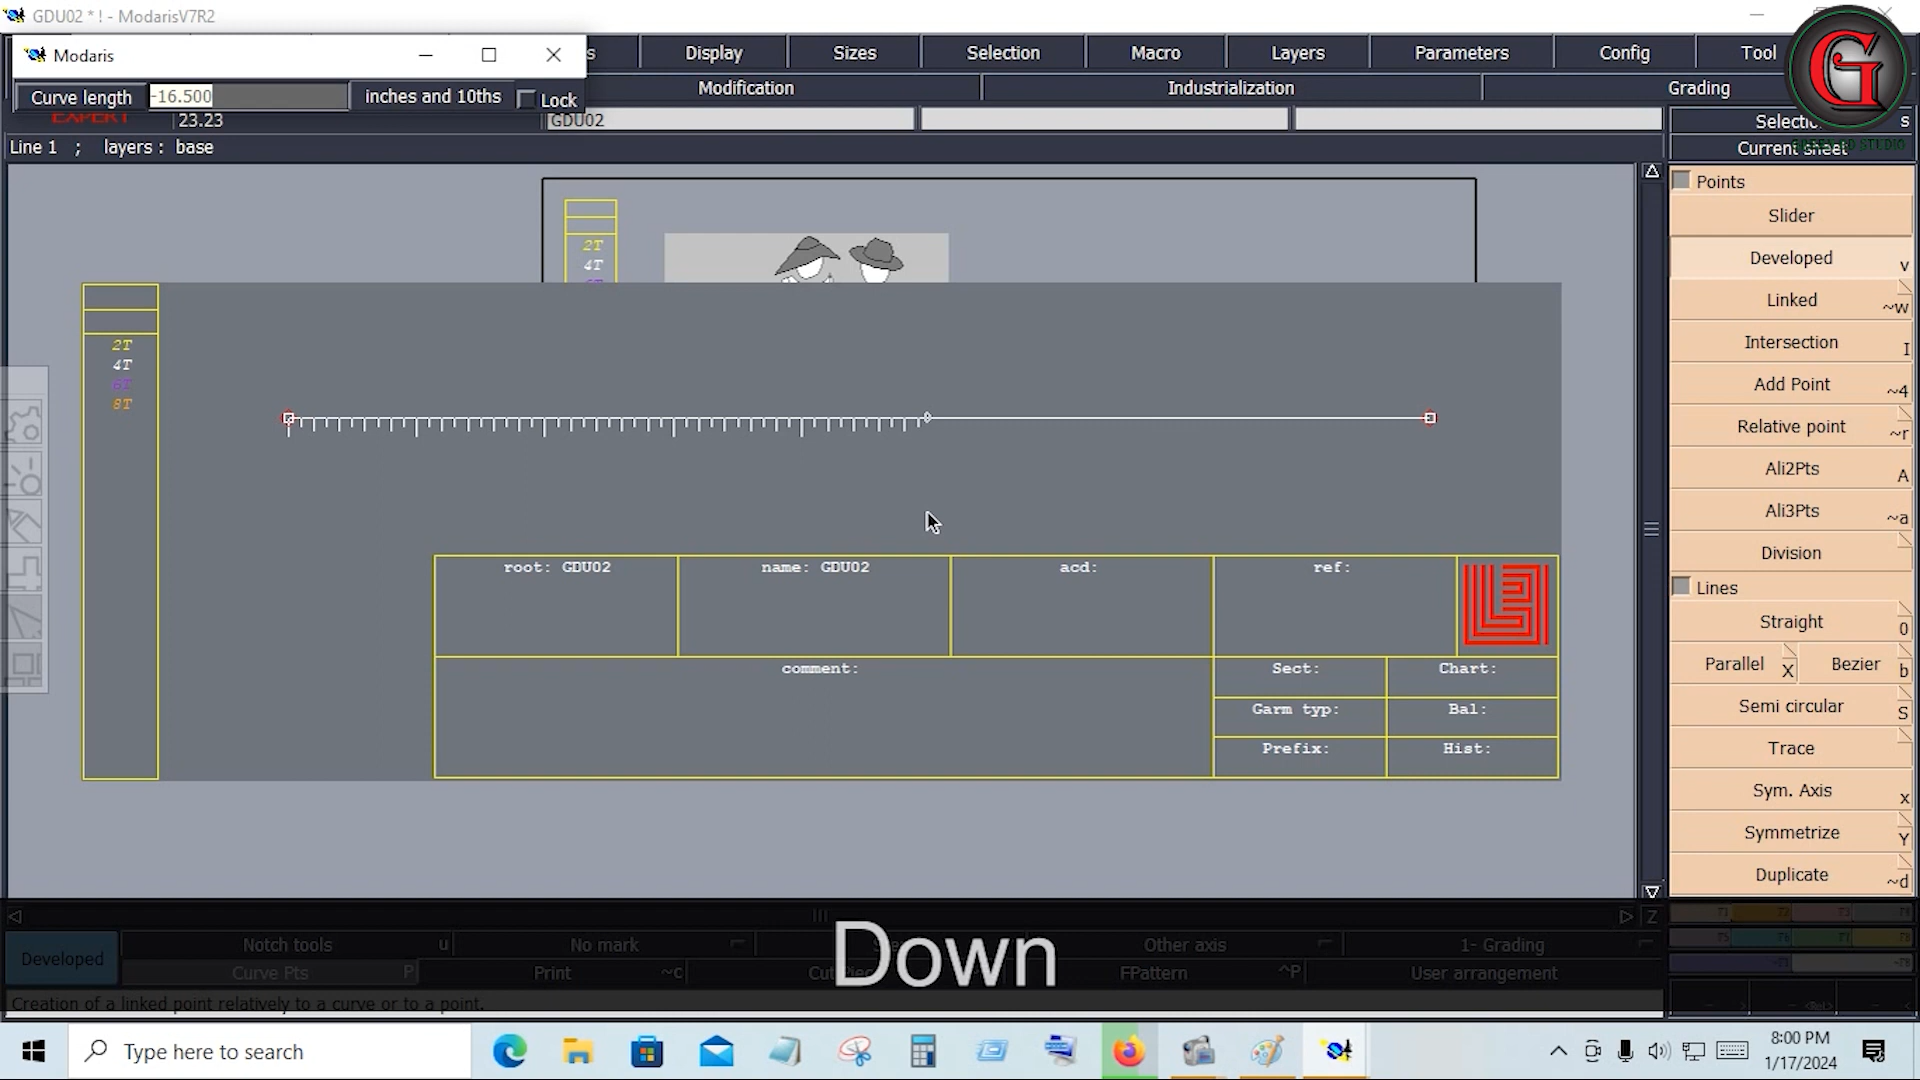 GDU02 * ! - ModarisV7R2
Modaris
s
Display
Sizes
Selection
Macro
Layers
Parameters
Config
Tool
Curve length
-16.500
inches and 10ths
Lock
Modification
Industrialization
Grading
EXPERT
23.23
GDU02
s
Line 1 ; layers : base
Current sheet
Points
Slider
Developed v
Linked ~w
Intersection I
Add Point ~4
Relative point ~r
Ali2Pts A
Ali3Pts ~a
Division
Lines
Straight 0
Parallel X
Bezier b
Semi circular S
Trace
Sym. Axis x
Symmetrize Y
Duplicate ~d
2T
4T
2T
4T
6T
8T
root: GDU02
name: GDU02
acd:
ref:
comment:
Sect:
Chart:
Garm typ:
Bal:
Prefix:
Hist:
Down
Z
Developed
Notch tools u
No mark
Other axis
1- Grading
Curve Pts P
Print ~c
FPattern ^P
User arrangement
Creation of a linked point relatively to a curve or to a point.
Type here to search
8:00 PM
1/17/2024